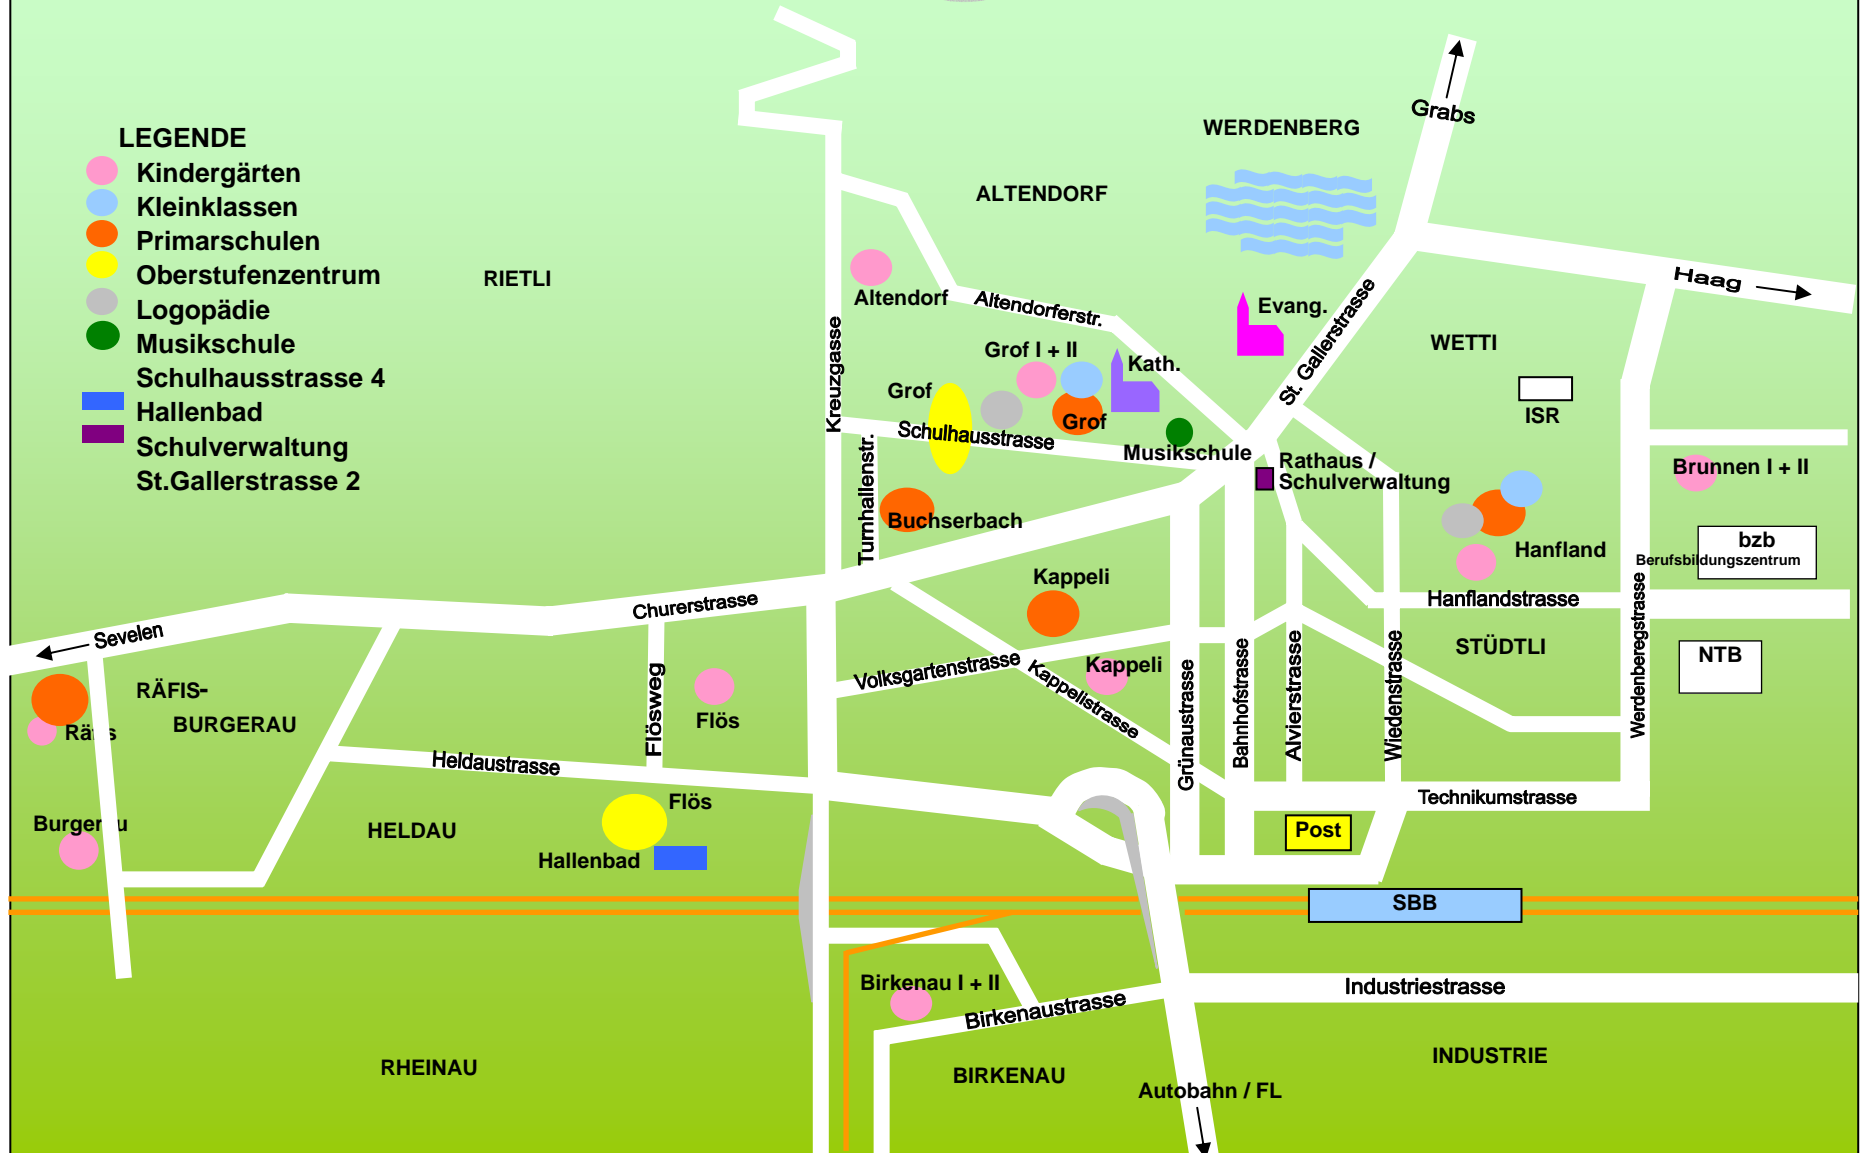 LEGENDE
Kindergärten
Kleinklassen
Primarschulen
Oberstufenzentrum
Logopädie
Musikschule
Schulhausstrasse 4
Hallenbad
Schulverwaltung
St.Gallerstrasse 2
Grabs
WERDENBERG
ALTENDORF
RIETLI
Haag
Altendorf
Altendorferstr.
Evang.
St. Gallerstrasse
WETTI
Kreuzgasse
Grof I + II
Kath.
Grof
Grof
ISR
Schulhausstrasse
Musikschule
Rathaus /
Schulverwaltung
Brunnen I + II
Turnhallenstr.
Buchserbach
Hanfland
bzb
Berufsbildungszentrum
Kappeli
Churerstrasse
Hanflandstrasse
Sevelen
STÜDTLI
NTB
Volksgartenstrasse
Kappeli
Kappelistrasse
Grünaustrasse
Bahnhofstrasse
Alvierstrasse
Wiedenstrasse
Werdenberegstrasse
RÄFIS-
BURGERAU
Räfis
Flösweg
Flös
Heldaustrasse
Technikumstrasse
Flös
Burgerau
HELDAU
Post
Hallenbad
SBB
Birkenau I + II
Industriestrasse
Birkenaustrasse
RHEINAU
BIRKENAU
INDUSTRIE
Autobahn / FL